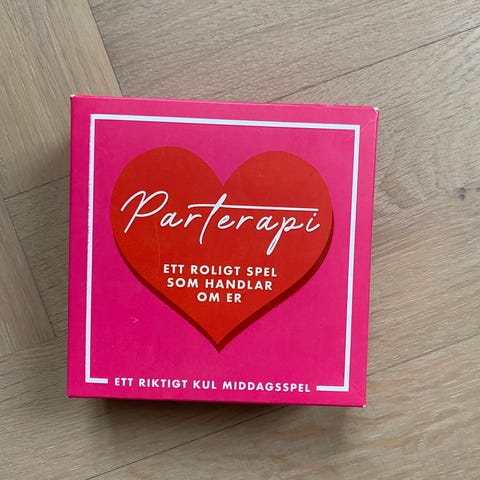 Parterapi
ETT ROLIGT SPEL
SOM HANDLAR
OM ER
ETT RIKTIGT KUL MIDDAGSSPEL